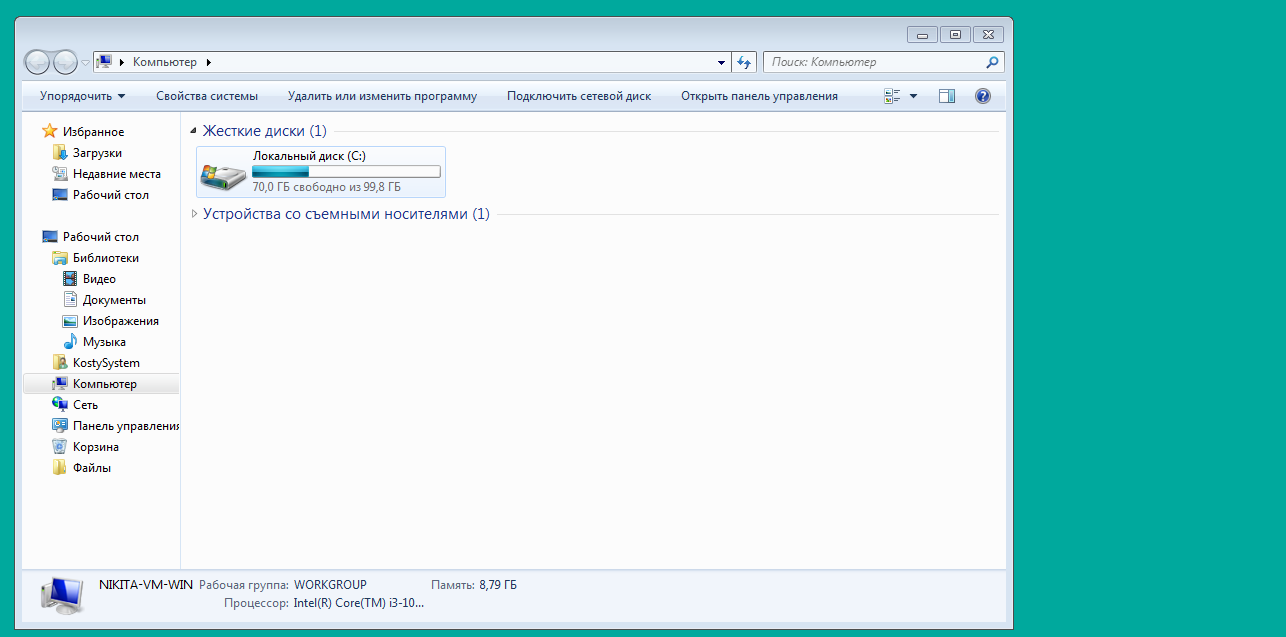 Компьютер
Поиск: Компьютер
Упорядочить Свойства системы Удалить или изменить программу Подключить сетевой диск Открыть панель управления
Избранное
Загрузки
Недавние места
Рабочий стол
Рабочий стол
Библиотеки
Видео
Документы
Изображения
Музыка
KostySystem
Компьютер
Сеть
Панель управления
Корзина
Файлы
Жесткие диски (1)
Локальный диск (C:)
70,0 ГБ свободно из 99,8 ГБ
Устройства со съемными носителями (1)
NIKITA-VM-WIN Рабочая группа: WORKGROUP Память: 8,79 ГБ
Процессор: Intel(R) Core(TM) i3-10...